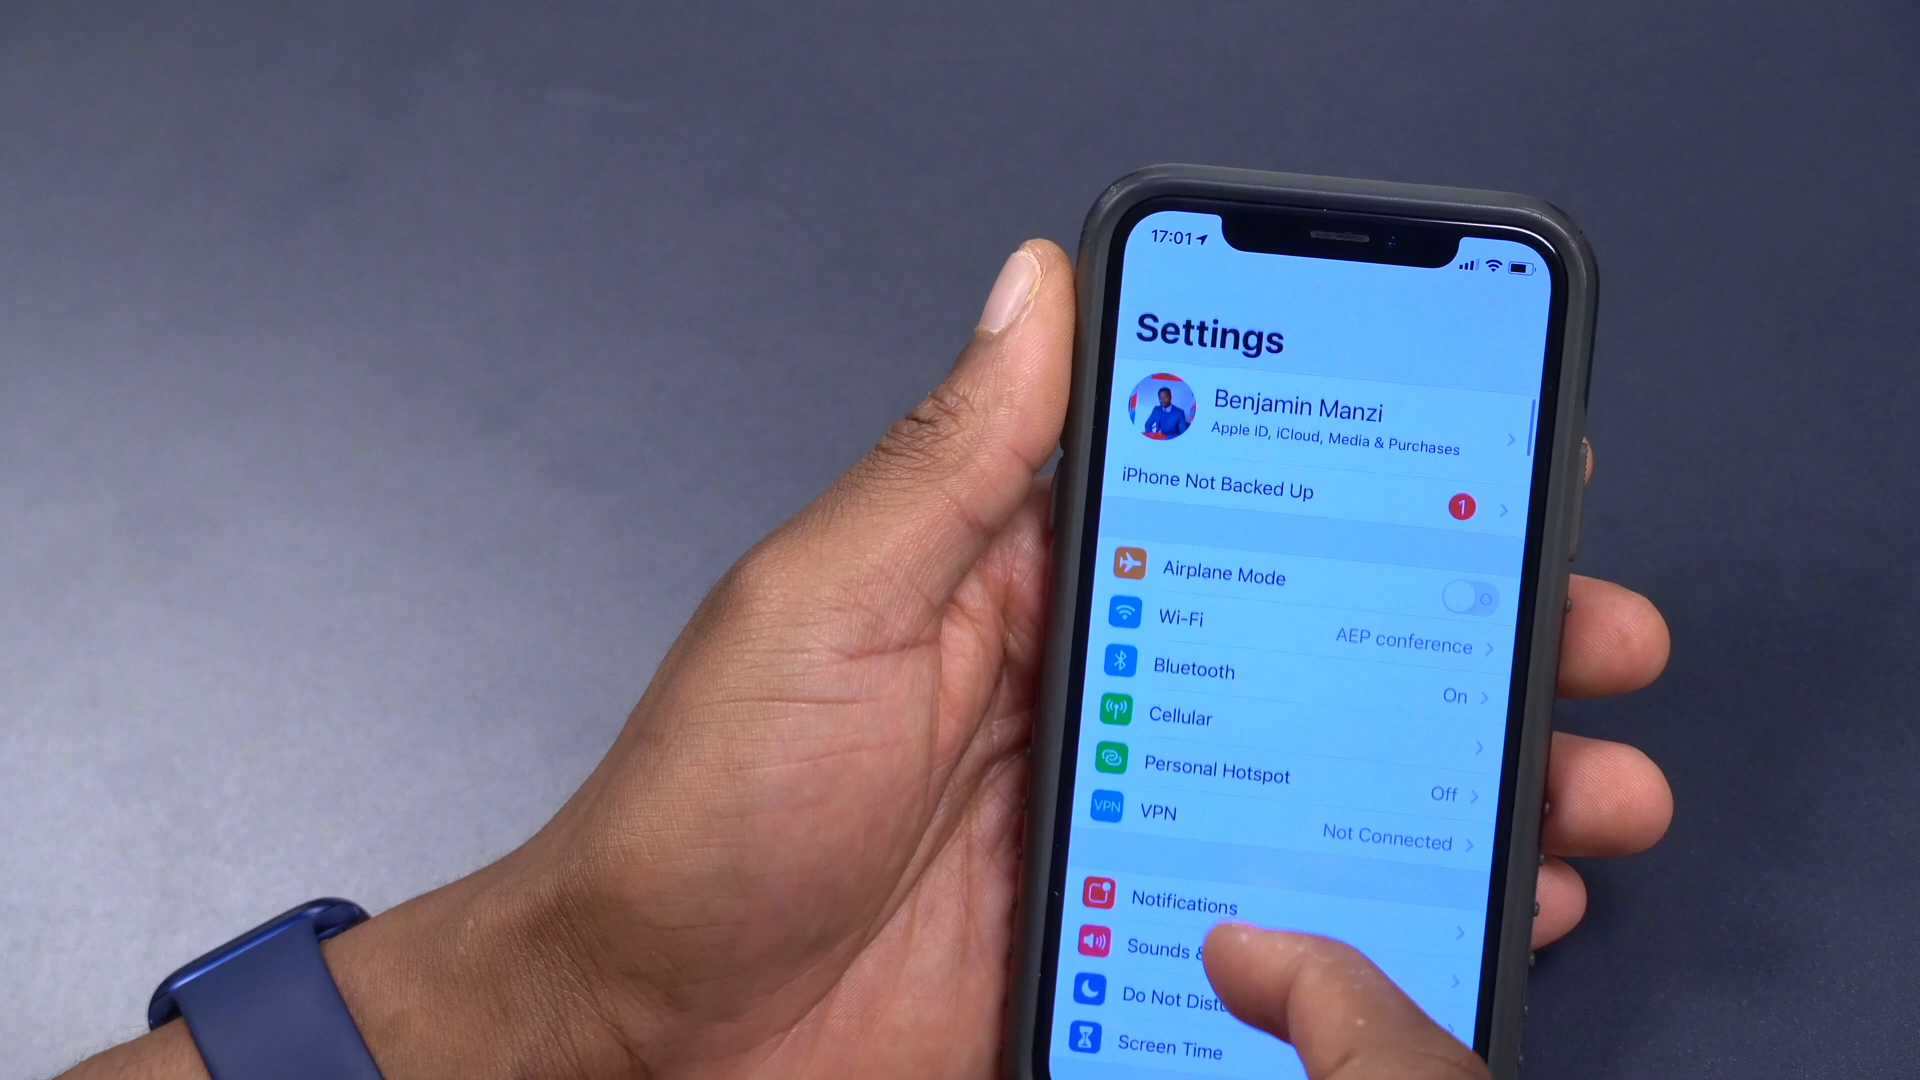 17:01
Settings
Benjamin Manzi
Apple ID, iCloud, Media & Purchases
iPhone Not Backed Up 1
Airplane Mode
Wi-Fi AEP conference
Bluetooth On
Cellular
Personal Hotspot Off
VPN VPN Not Connected
Notifications
Sounds &
Do Not Distu
Screen Time